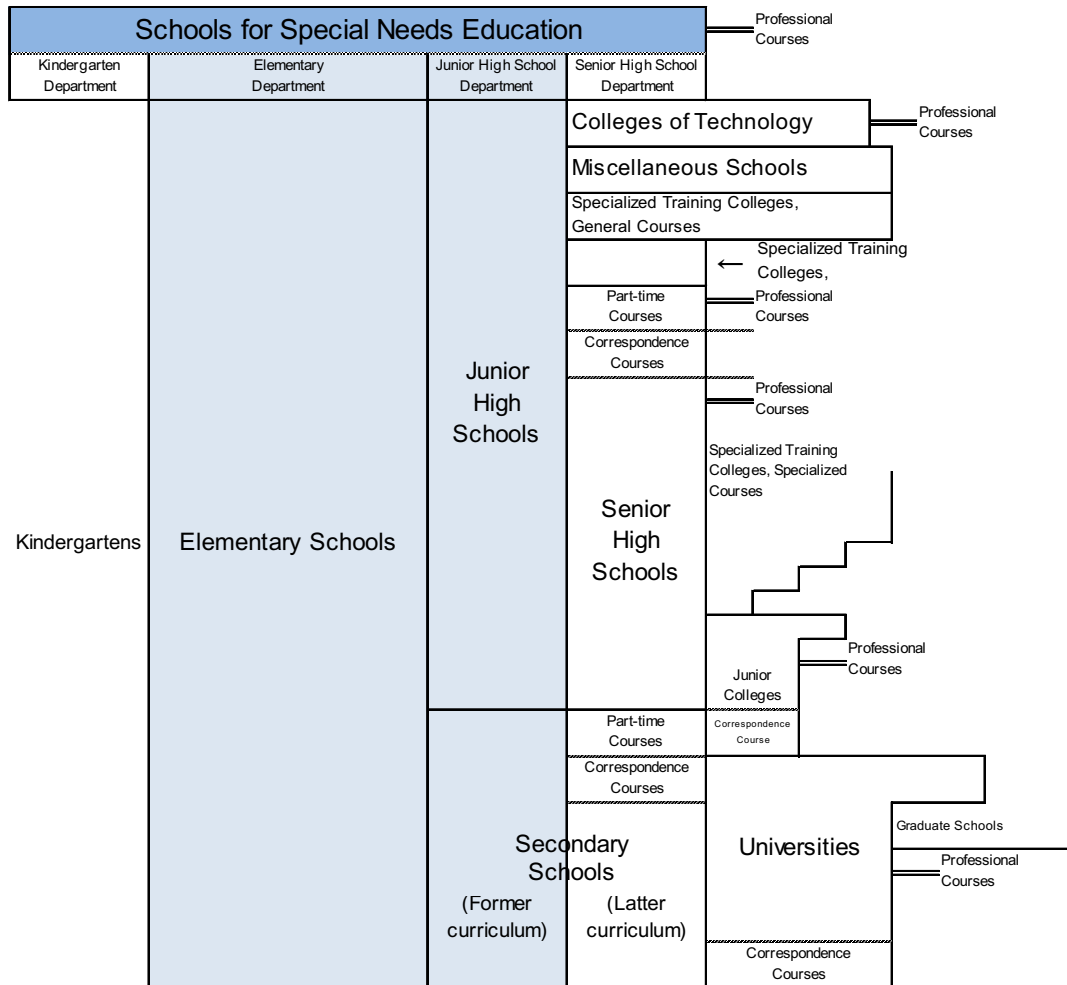 Schools for Special Needs Education
Professional
Courses
Kindergarten
Department
Elementary
Department
Junior High School
Department
Senior High School
Department
Colleges of Technology
Professional
Courses
Miscellaneous Schools
Specialized Training Colleges,
General Courses
← Specialized Training
Colleges,
Part-time
Courses
Professional
Courses
Correspondence
Courses
Junior
High
Schools
Professional
Courses
Specialized Training
Colleges, Specialized
Courses
Kindergartens
Elementary Schools
Senior
High
Schools
Junior
Colleges
Professional
Courses
Part-time
Courses
Correspondence
Course
Correspondence
Courses
Secondary
Schools
(Former
curriculum)
(Latter
curriculum)
Universities
Graduate Schools
Professional
Courses
Correspondence
Courses